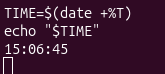 TIME=$(date +%T)
echo "$TIME"
15:06:45